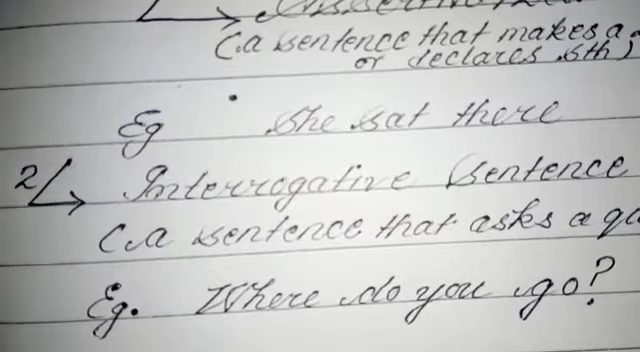 (a sentence that makes a
or declares sth)
Eg She sat there
2 Interrogative Sentence
(a sentence that asks a
Eg. Where do you go?